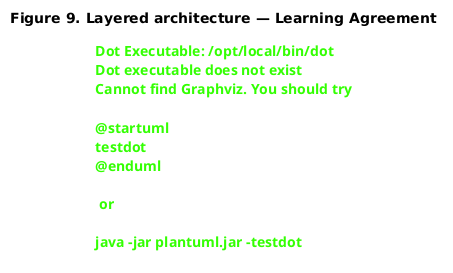 Figure 9. Layered architecture — Learning Agreement
Dot Executable: /opt/local/bin/dot
Dot executable does not exist
Cannot find Graphviz. You should try
@startuml
testdot
@enduml
or
java -jar plantuml.jar -testdot